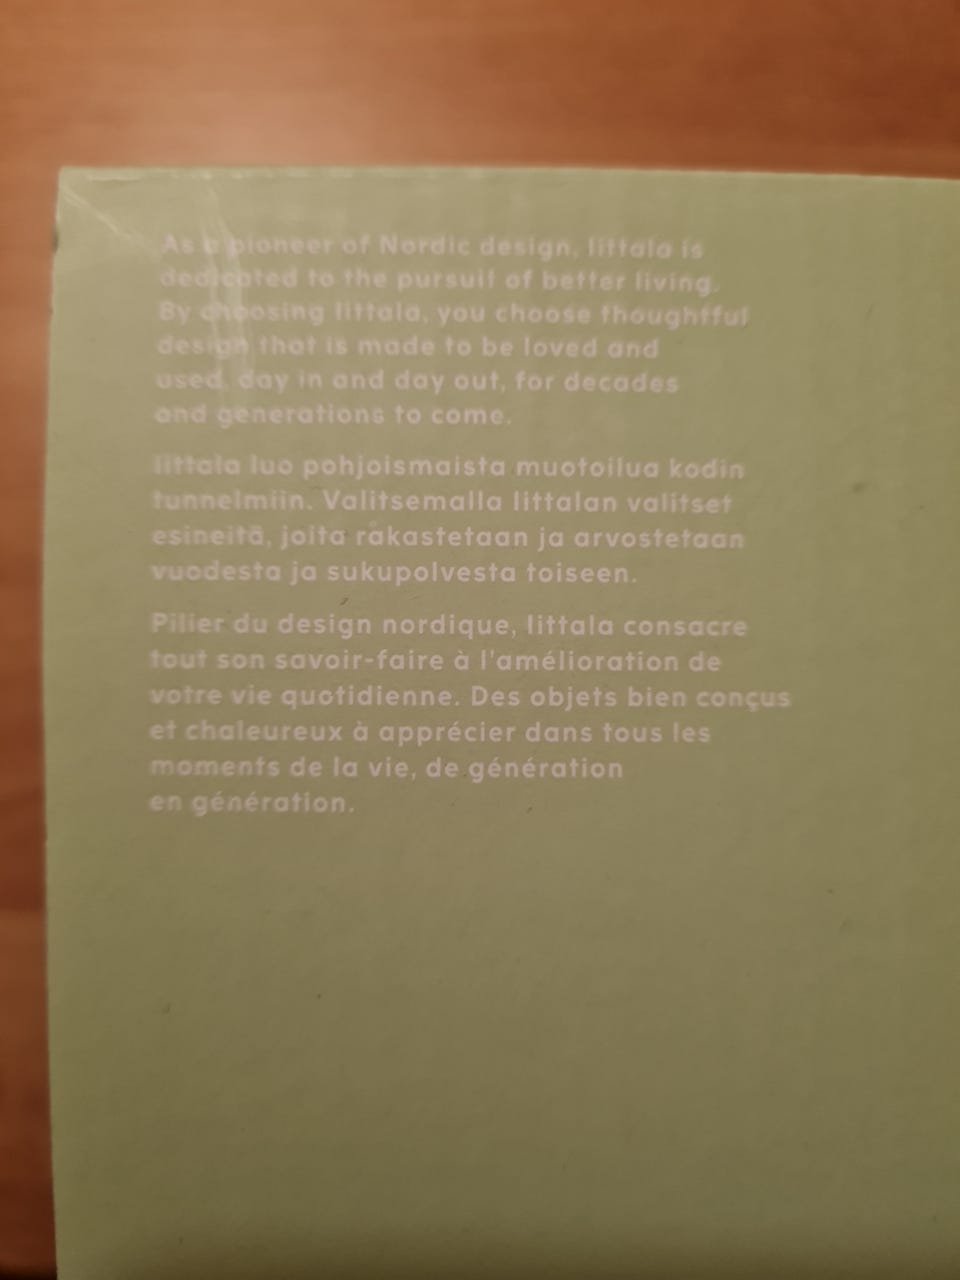 As a pioneer of Nordic design, Iittala is
dedicated to the pursuit of better living.
By choosing Iittala, you choose thoughtful
design that is made to be loved and
used, day in and day out, for decades
and generations to come.
Iittala luo pohjoismaista muotoilua kodin
tunnelmiin. Valitsemalla Iittalan valitset
esineitä, joita rakastetaan ja arvostetaan
vuodesta ja sukupolvesta toiseen.
Pilier du design nordique, Iittala consacre
tout son savoir-faire à l'amélioration de
votre vie quotidienne. Des objets bien conçus
et chaleureux à apprécier dans tous les
moments de la vie, de génération
en génération.